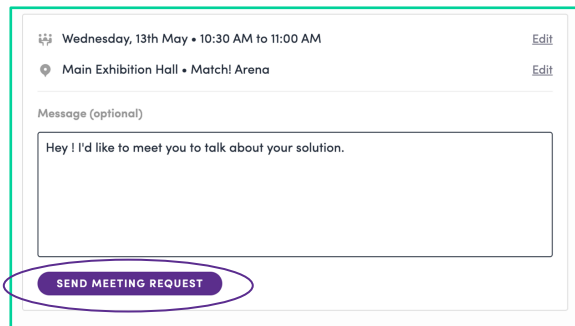 Wednesday, 13th May • 10:30 AM to 11:00 AM
Edit
Main Exhibition Hall • Match! Arena
Edit
Message (optional)
Hey ! I'd like to meet you to talk about your solution.
SEND MEETING REQUEST